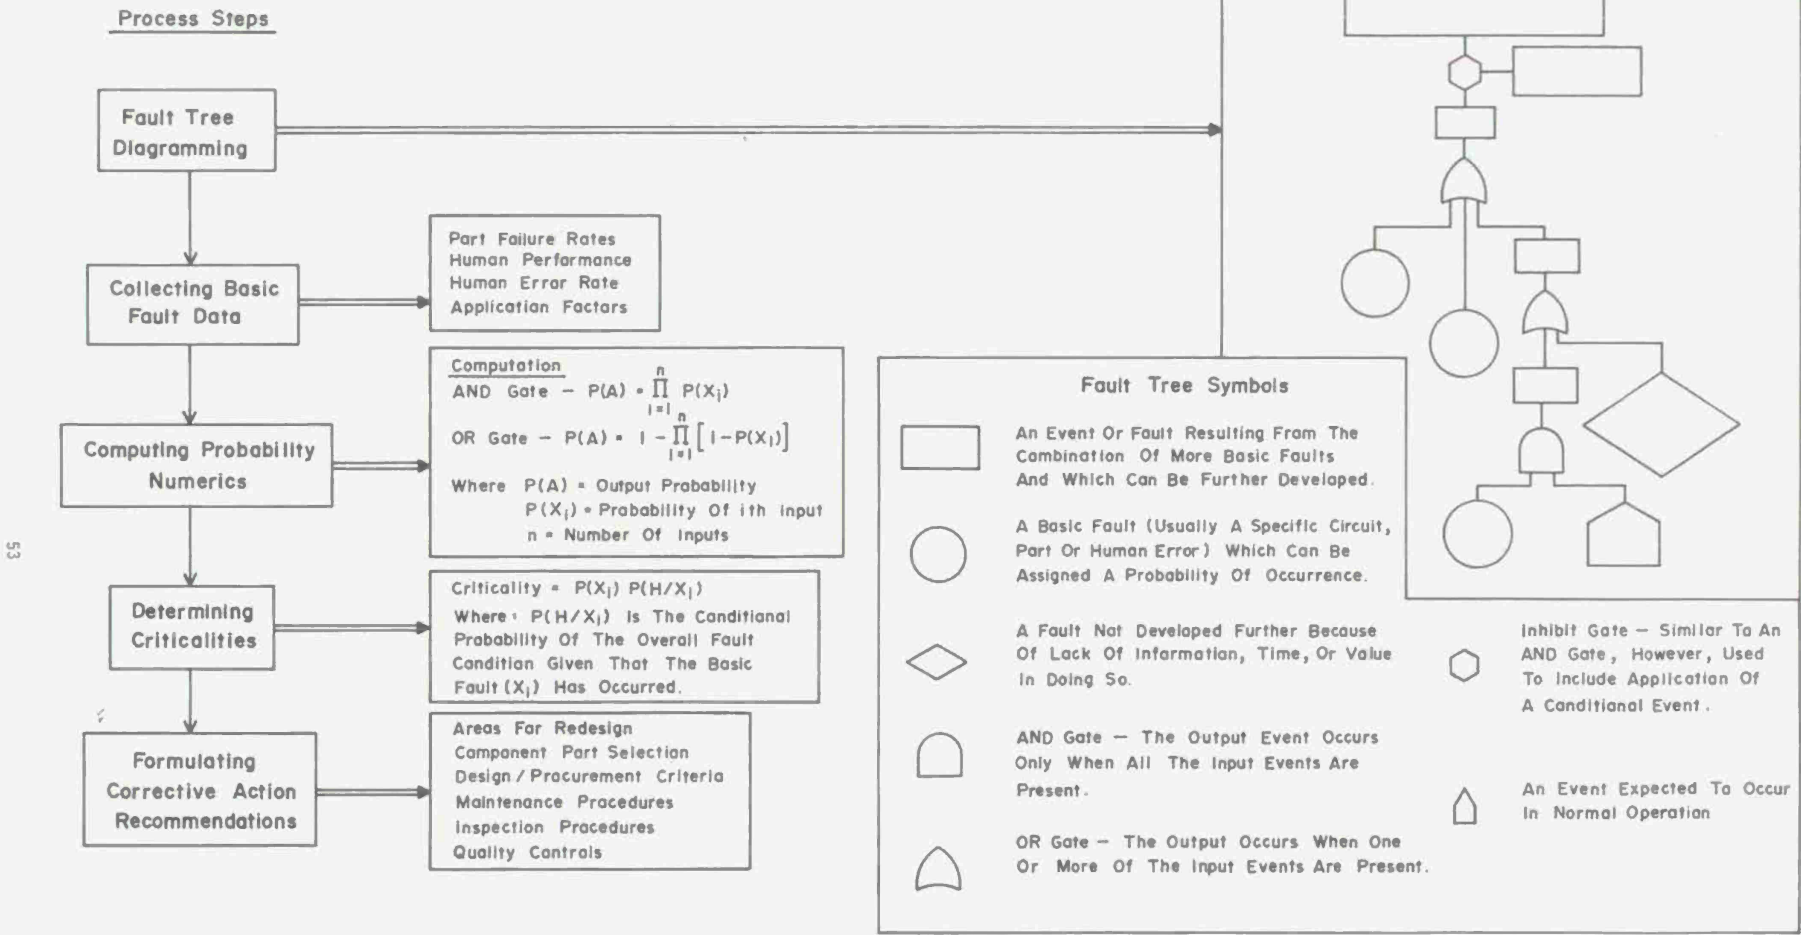 Process Steps
Fault Tree
Diagramming
Collecting Basic
Fault Data
Part Failure Rates
Human Performance
Human Error Rate
Application Factors
Computing Probability
Numerics
Computation
AND Gate – P(A) = ∏ᵢ₌₁ⁿ P(Xᵢ)
OR Gate – P(A) = 1 – ∏ᵢ₌₁ⁿ [1–P(Xᵢ)]
Where P(A) = Output Probability
P(Xᵢ) = Probability Of ith input
n = Number Of Inputs
Determining
Criticalities
Criticality = P(Xᵢ) P(H/Xᵢ)
Where: P(H/Xᵢ) Is The Conditional
Probability Of The Overall Fault
Condition Given That The Basic
Fault (Xᵢ) Has Occurred.
Formulating
Corrective Action
Recommendations
Areas For Redesign
Component Part Selection
Design/Procurement Criteria
Maintenance Procedures
Inspection Procedures
Quality Controls
Fault Tree Symbols
An Event Or Fault Resulting From The
Combination Of More Basic Faults
And Which Can Be Further Developed.
A Basic Fault (Usually A Specific Circuit,
Part Or Human Error) Which Can Be
Assigned A Probability Of Occurrence.
A Fault Not Developed Further Because
Of Lack Of Information, Time, Or Value
In Doing So.
AND Gate – The Output Event Occurs
Only When All The Input Events Are
Present.
OR Gate – The Output Occurs When One
Or More Of The Input Events Are Present.
Inhibit Gate – Similar To An
AND Gate, However, Used
To Include Application Of
A Conditional Event.
An Event Expected To Occur
In Normal Operation
53